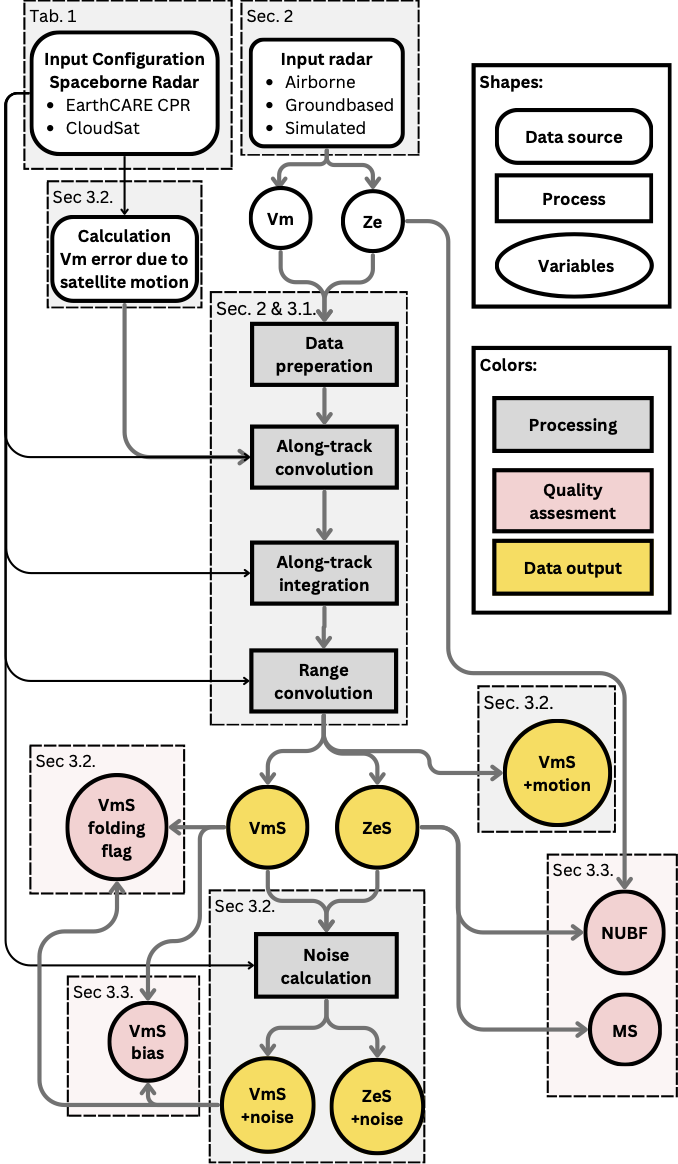 Tab. 1
Input Configuration
Spaceborne Radar
• EarthCARE CPR
• CloudSat
Sec. 2
Input radar
• Airborne
• Groundbased
• Simulated
Shapes:
Data source
Process
Variables
Sec 3.2.
Calculation
Vm error due to
satellite motion
Vm
Ze
Sec. 2 & 3.1.
Data
preperation
Along-track
convolution
Along-track
integration
Range
convolution
Colors:
Processing
Quality
assesment
Data output
Sec. 3.2.
VmS
+motion
Sec 3.2.
VmS
folding
flag
VmS
ZeS
Sec 3.3.
NUBF
MS
Sec 3.2.
Noise
calculation
VmS
+noise
ZeS
+noise
Sec 3.3.
VmS
bias